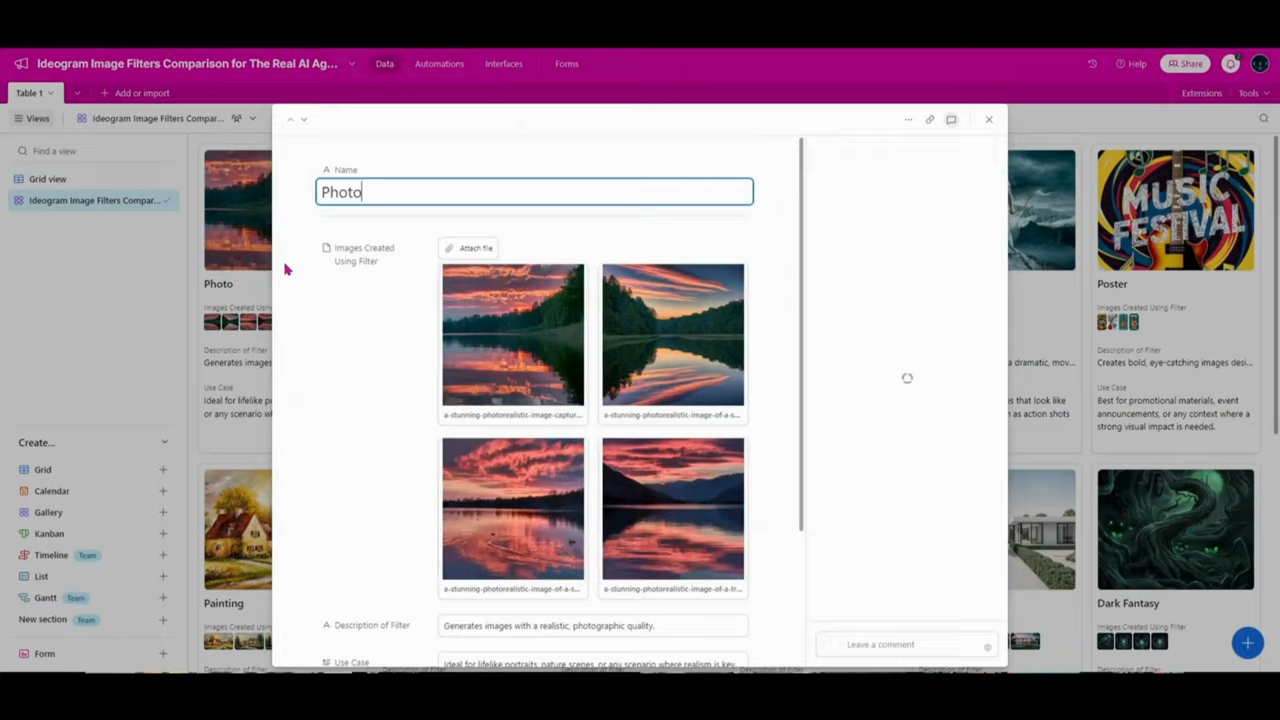 Ideogram Image Filters Comparison for The Real AI Ag...
Data
Automations
Interfaces
Forms
Help
Share
Table 1
Add or import
Extensions
Tools
Views
Ideogram Image Filters Compar...
Find a view
Grid view
Ideogram Image Filters Compar...
Create...
Grid
Calendar
Gallery
Kanban
Timeline Team
List
Gantt Team
New section Team
Form
Photo
Images Created Using
Description of Filter
Generates images
Use Case
Ideal for lifelike
or any scenario
Painting
Name
Photo
Images Created
Using Filter
Attach file
a-stunning-photorealistic-image-captur...
a-stunning-photorealistic-image-of-a-s...
a-stunning-photorealistic-image-of-a-s...
a-stunning-photorealistic-image-of-a-tr...
Description of Filter
Generates images with a realistic, photographic quality.
Use Case
Ideal for lifelike portraits, nature scenes, or any scenario where realism is key.
Leave a comment
a dramatic, mov...
es that look like
h as action shots
MUSIC
FESTIVAL
Poster
Images Created Using Filter
Description of Filter
Creates bold, eye-catching images desi...
Use Case
Best for promotional materials, event
announcements, or any context where a
strong visual impact is needed.
Dark Fantasy
Images Created Using Filter
Description of Filter